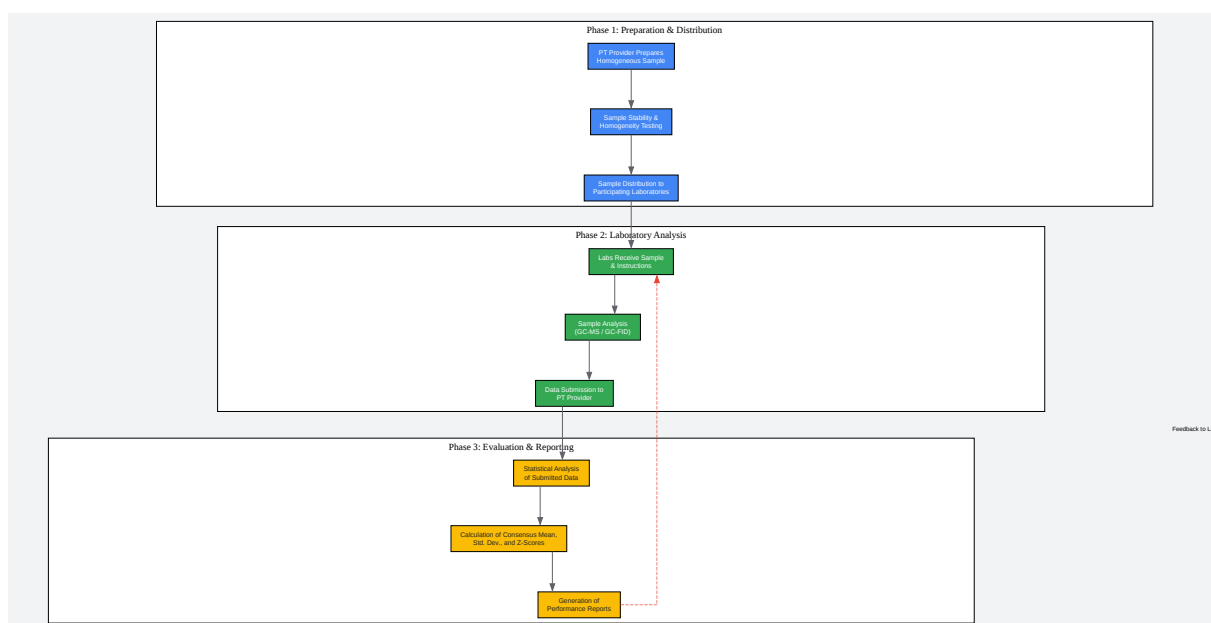 Phase 1: Preparation & Distribution
PT Provider Prepares
Homogeneous Sample
Sample Stability &
Homogeneity Testing
Sample Distribution to
Participating Laboratories
Phase 2: Laboratory Analysis
Labs Receive Sample
& Instructions
Sample Analysis
(GC-MS / GC-FID)
Data Submission to
PT Provider
Feedback to L
Phase 3: Evaluation & Reporting
Statistical Analysis
of Submitted Data
Calculation of Consensus Mean,
Std. Dev., and Z-Scores
Generation of
Performance Reports